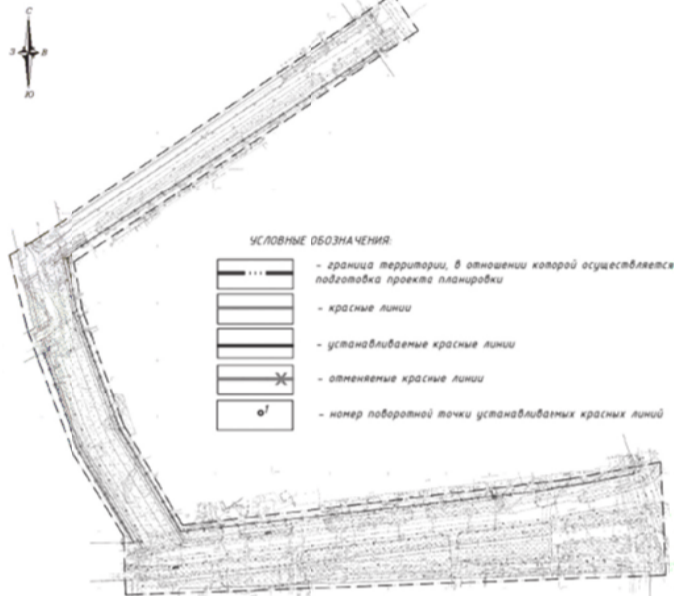 С
З В
Ю
УСЛОВНЫЕ ОБОЗНАЧЕНИЯ:
- граница территории, в отношении которой осуществляется
подготовка проекта планировки
- красные линии
- устанавливаемые красные линии
- отменяемые красные линии
1 - номер поворотной точки устанавливаемых красных линий